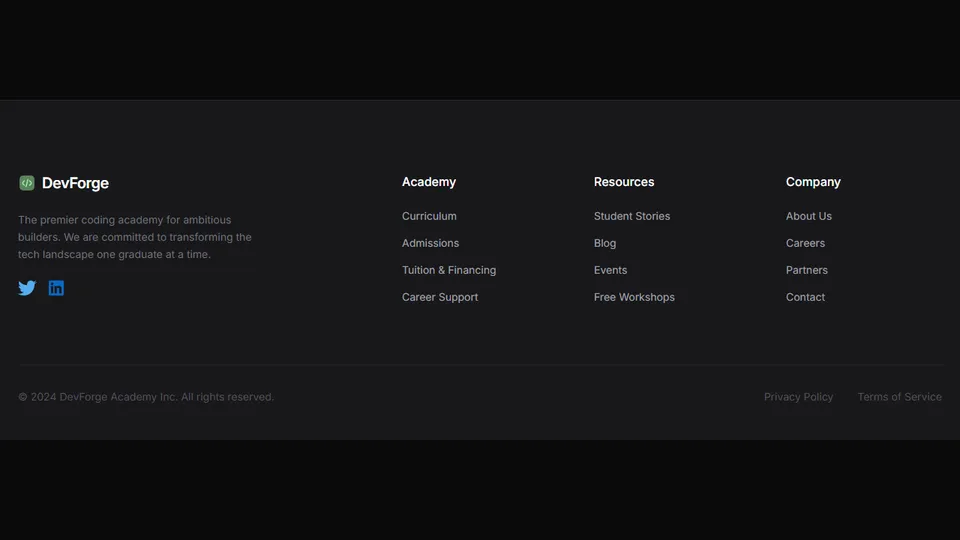 DevForge
The premier coding academy for ambitious
builders. We are committed to transforming the
tech landscape one graduate at a time.
Academy
Curriculum
Admissions
Tuition & Financing
Career Support
Resources
Student Stories
Blog
Events
Free Workshops
Company
About Us
Careers
Partners
Contact
© 2024 DevForge Academy Inc. All rights reserved.
Privacy Policy
Terms of Service